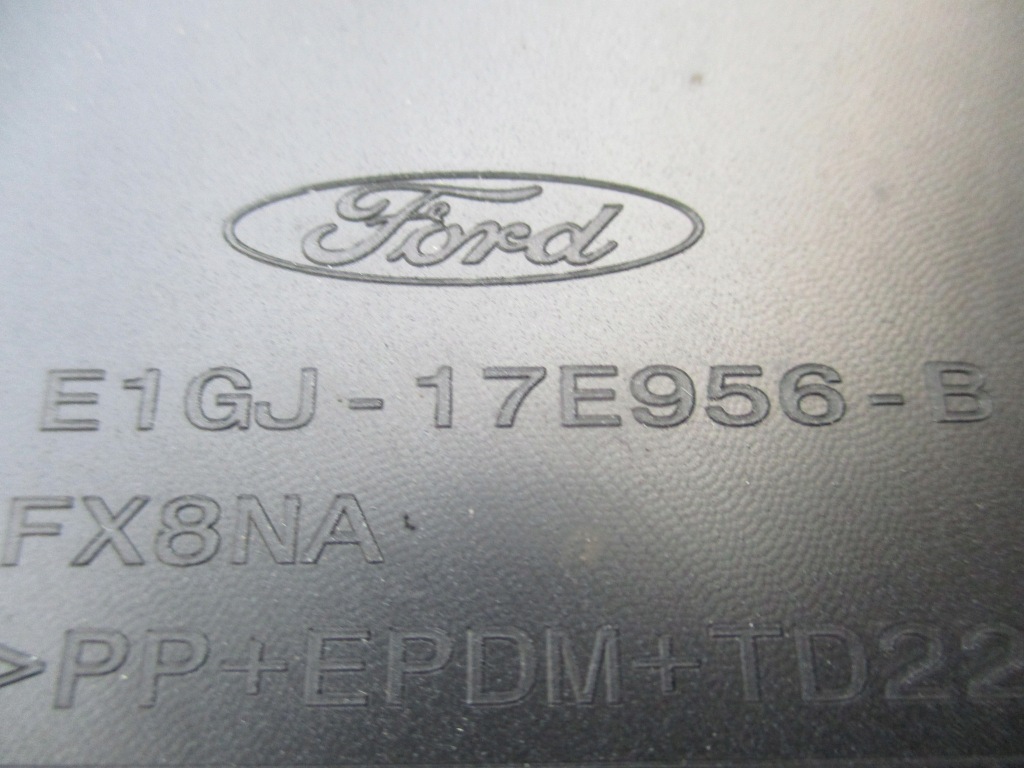 Ford
E1GJ-17E956-B
FX8NA
>PP+EPDM+TD22